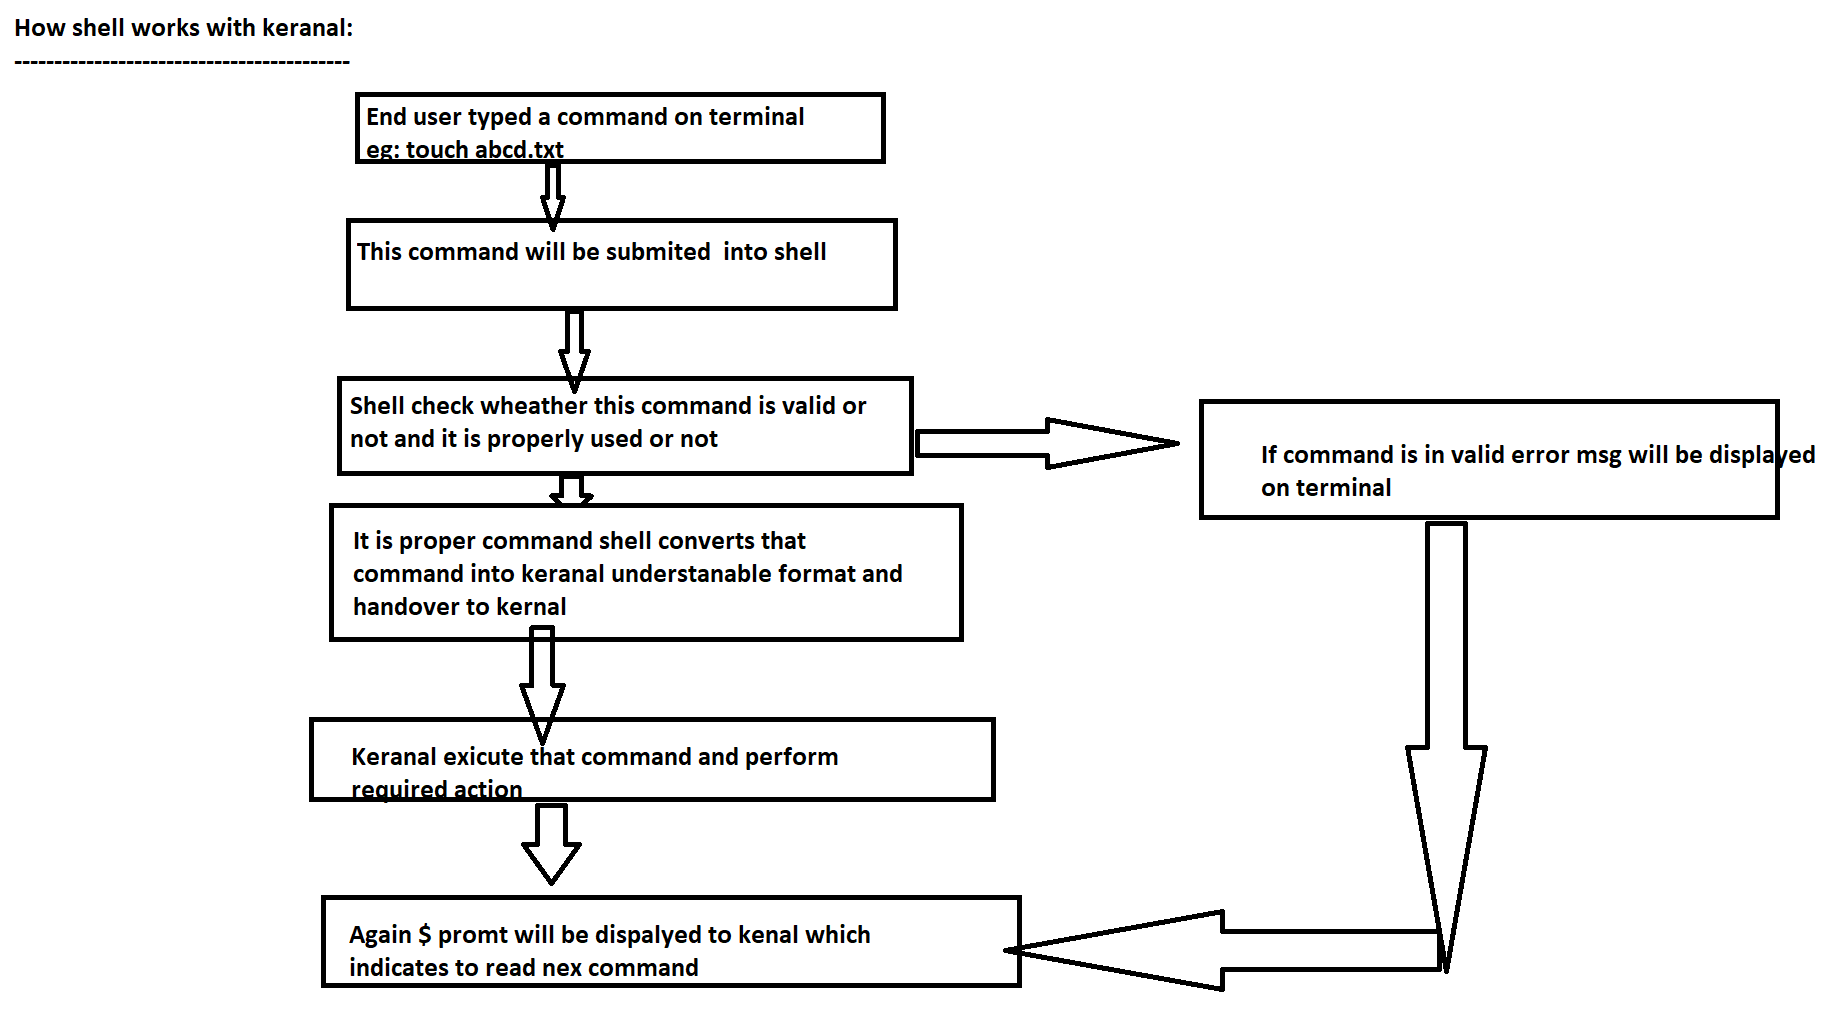 How shell works with keranal:
------------------------------------------
End user typed a command on terminal
eg: touch abcd.txt
This command will be submited  into shell
Shell check wheather this command is valid or
not and it is properly used or not
If command is in valid error msg will be displayed
on terminal
It is proper command shell converts that
command into keranal understanable format and
handover to kernal
Keranal exicute that command and perform
required action
Again $ promt will be dispalyed to kenal which
indicates to read nex command